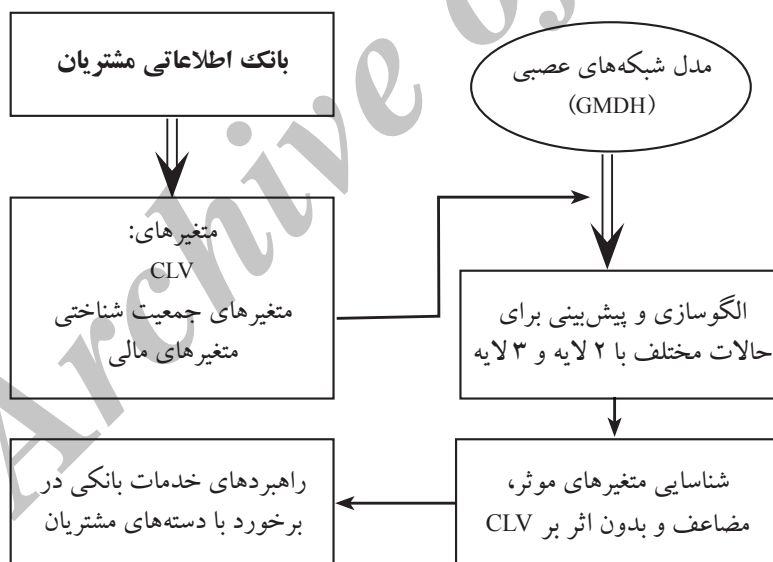 بانک اطلاعاتی مشتریان
مدل شبکه‌های عصبی
(GMDH)
متغیرهای:
CLV
متغیرهای جمعیت شناختی
متغیرهای مالی
الگوسازی و پیش‌بینی برای
حالات مختلف با ۲ لایه و ۳ لایه
شناسایی متغیرهای موثر،
مضاعف و بدون اثر بر CLV
راهبردهای خدمات بانکی در
برخورد با دسته‌های مشتریان
Archive of